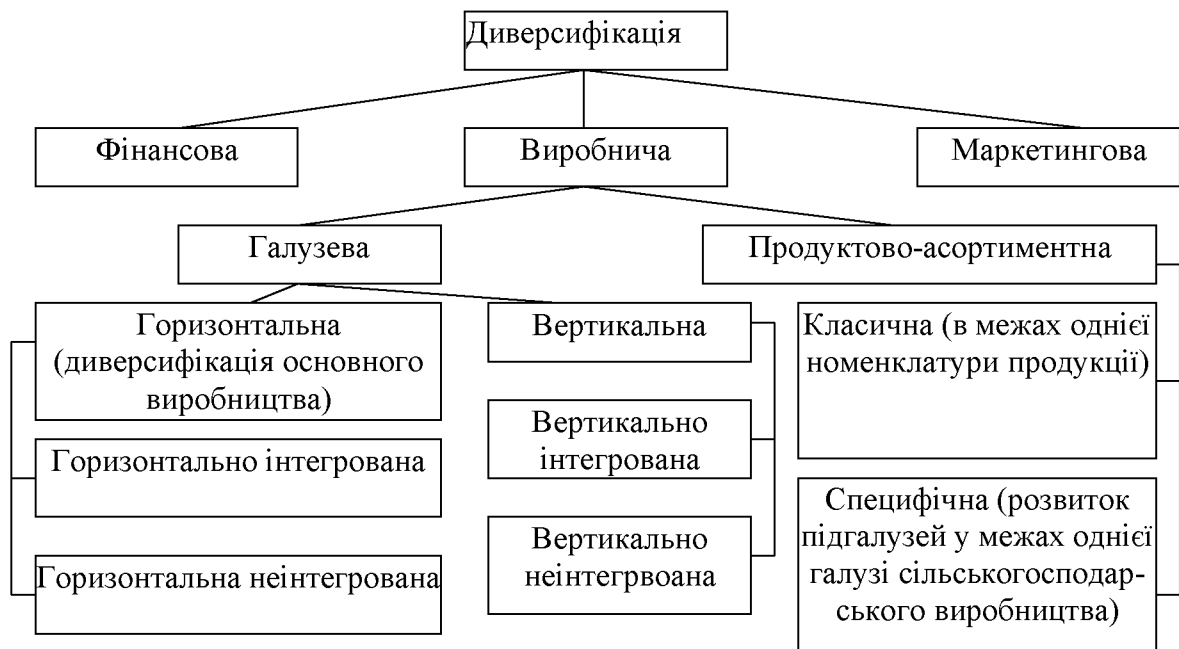 Диверсифікація
Фінансова
Виробнича
Маркетингова
Галузева
Продуктово-асортиментна
Горизонтальна
(диверсифікація основного
виробництва)
Вертикальна
Класична (в межах однієї
номенклатури продукції)
Горизонтально інтегрована
Вертикально
інтегрована
Горизонтальна неінтегрована
Вертикально
неінтегрвоана
Специфічна (розвиток
підгалузей у межах однієї
галузі сільськогосподар-
ського виробництва)